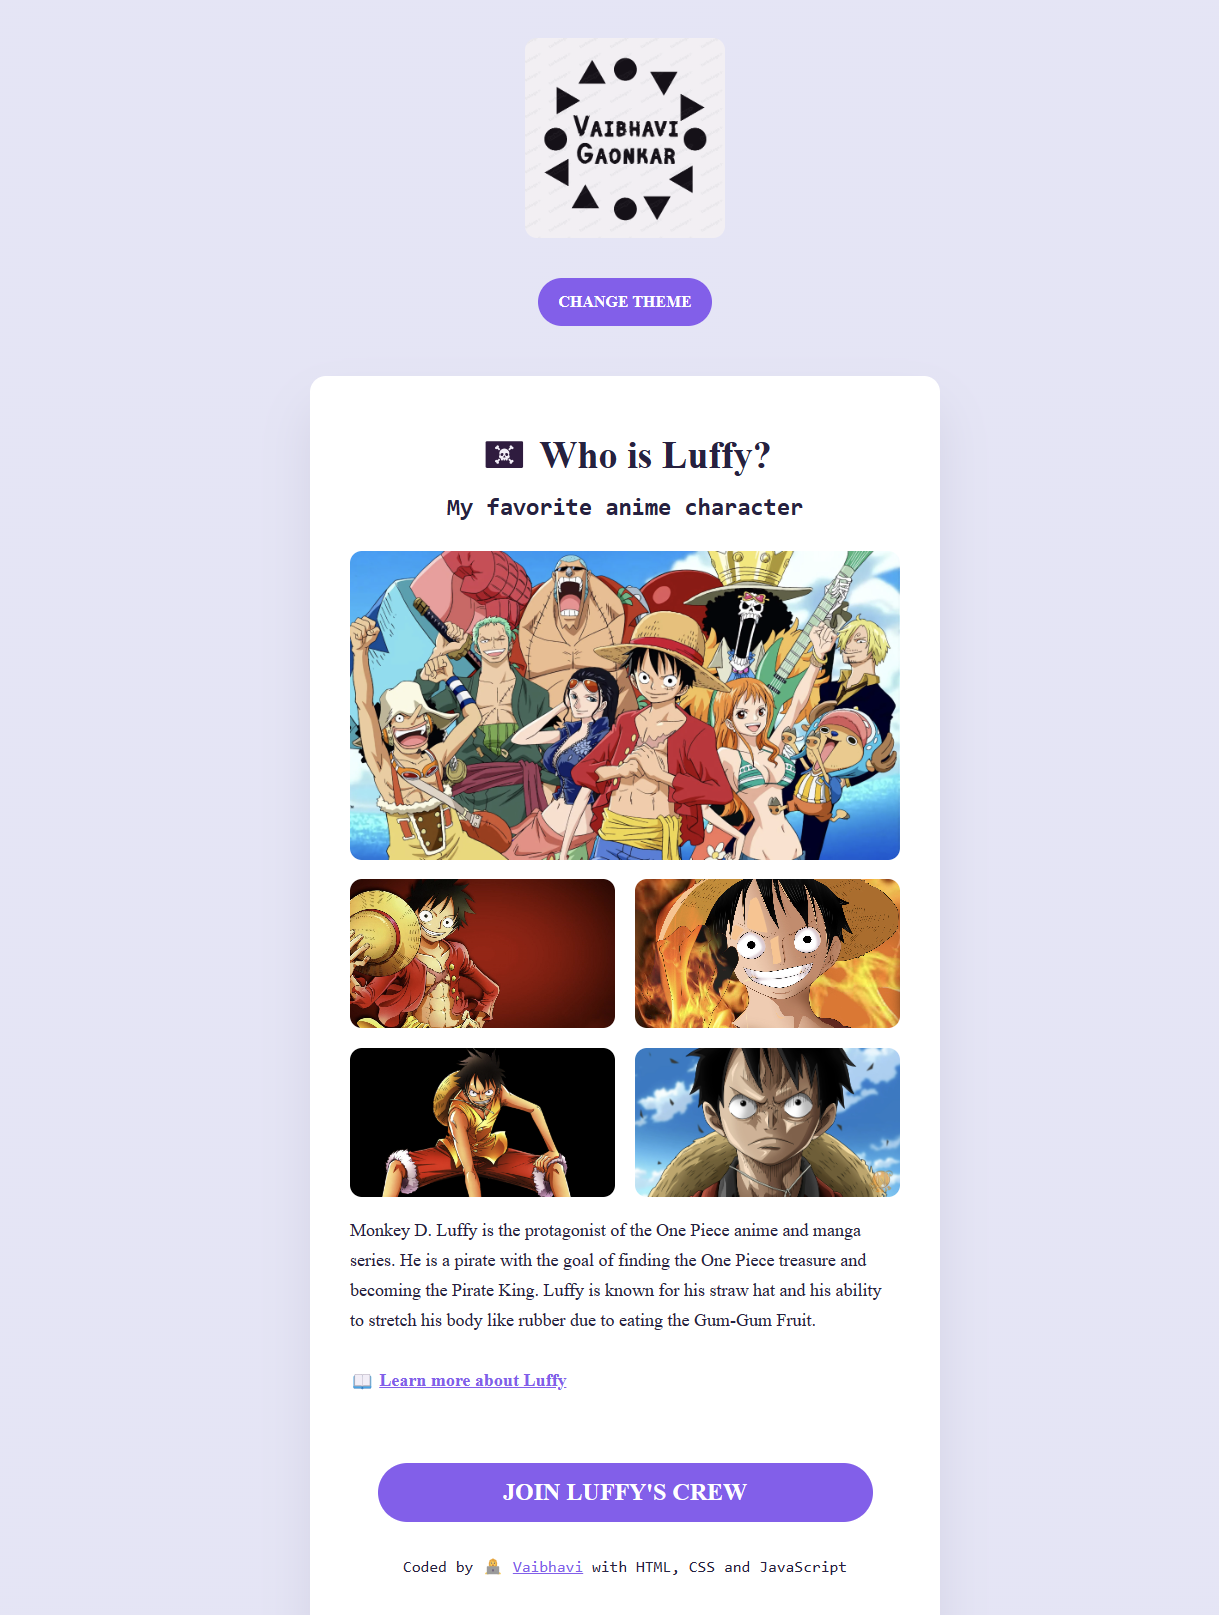 VAIBHAVI
GAONKAR
CHANGE THEME
🏴‍☠️ Who is Luffy?
My favorite anime character
Monkey D. Luffy is the protagonist of the One Piece anime and manga
series. He is a pirate with the goal of finding the One Piece treasure and
becoming the Pirate King. Luffy is known for his straw hat and his ability
to stretch his body like rubber due to eating the Gum-Gum Fruit.
📖 Learn more about Luffy
JOIN LUFFY'S CREW
Coded by 👩🏼‍💻 Vaibhavi with HTML, CSS and JavaScript